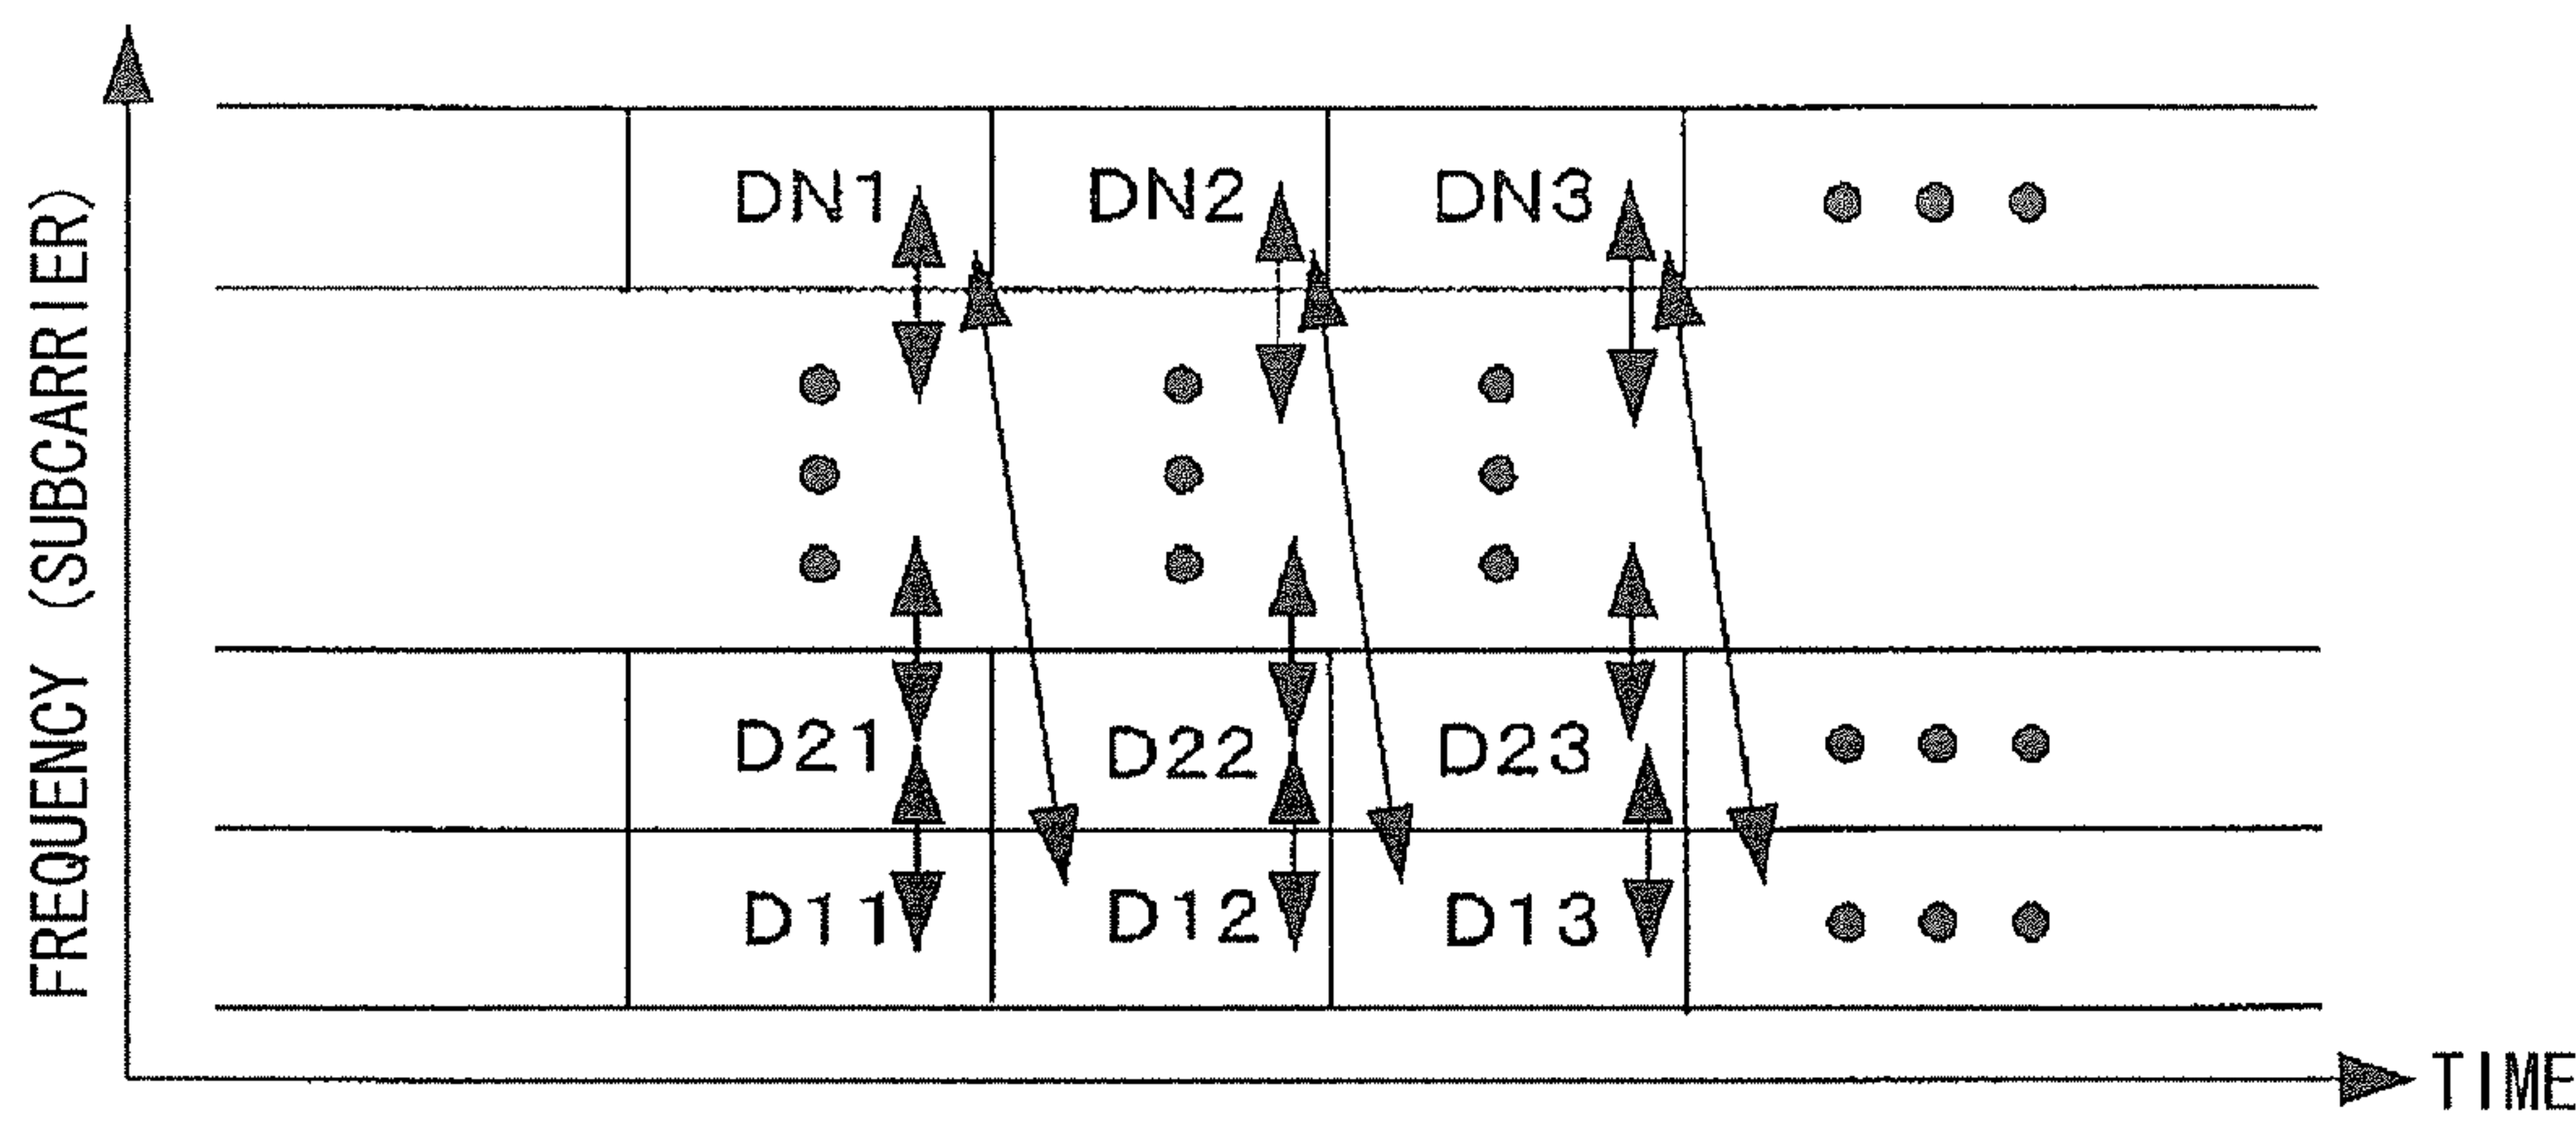 FREQUENCY (SUBCARRIER)
DN1 DN2 DN3
D21 D22 D23
D11 D12 D13
TIME